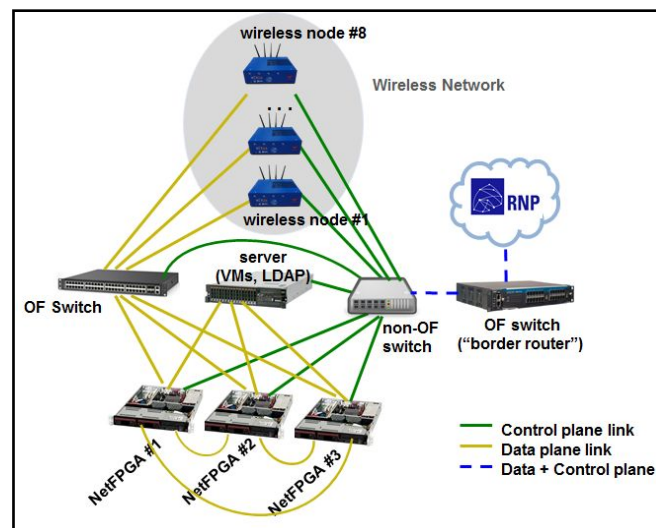 wireless node #8
Wireless Network
...
wireless node #1
RNP
server
(VMs, LDAP)
OF Switch
non-OF
switch
OF switch
(“border router”)
NetFPGA #1
NetFPGA #2
NetFPGA #3
Control plane link
Data plane link
Data + Control plane